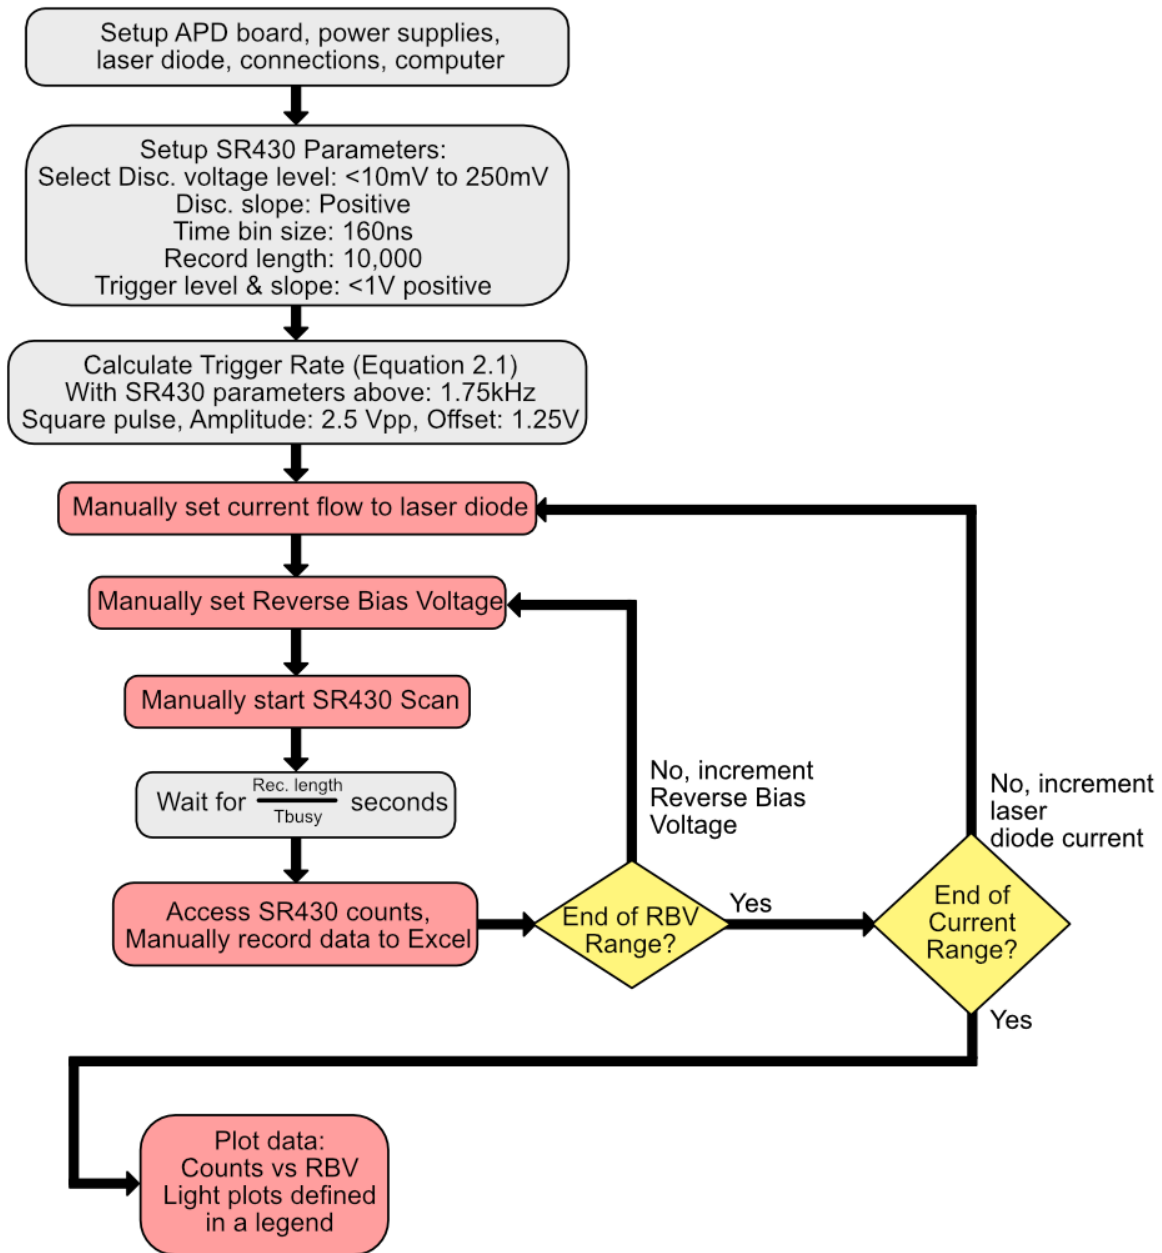 Setup APD board, power supplies,
laser diode, connections, computer
Setup SR430 Parameters:
Select Disc. voltage level: <10mV to 250mV
Disc. slope: Positive
Time bin size: 160ns
Record length: 10,000
Trigger level & slope: <1V positive
Calculate Trigger Rate (Equation 2.1)
With SR430 parameters above: 1.75kHz
Square pulse, Amplitude: 2.5 Vpp, Offset: 1.25V
Manually set current flow to laser diode
Manually set Reverse Bias Voltage
Manually start SR430 Scan
Wait for Rec. length / Tbusy seconds
Access SR430 counts,
Manually record data to Excel
End of RBV
Range?
No, increment
Reverse Bias
Voltage
Yes
End of
Current
Range?
No, increment
laser
diode current
Yes
Plot data:
Counts vs RBV
Light plots defined
in a legend